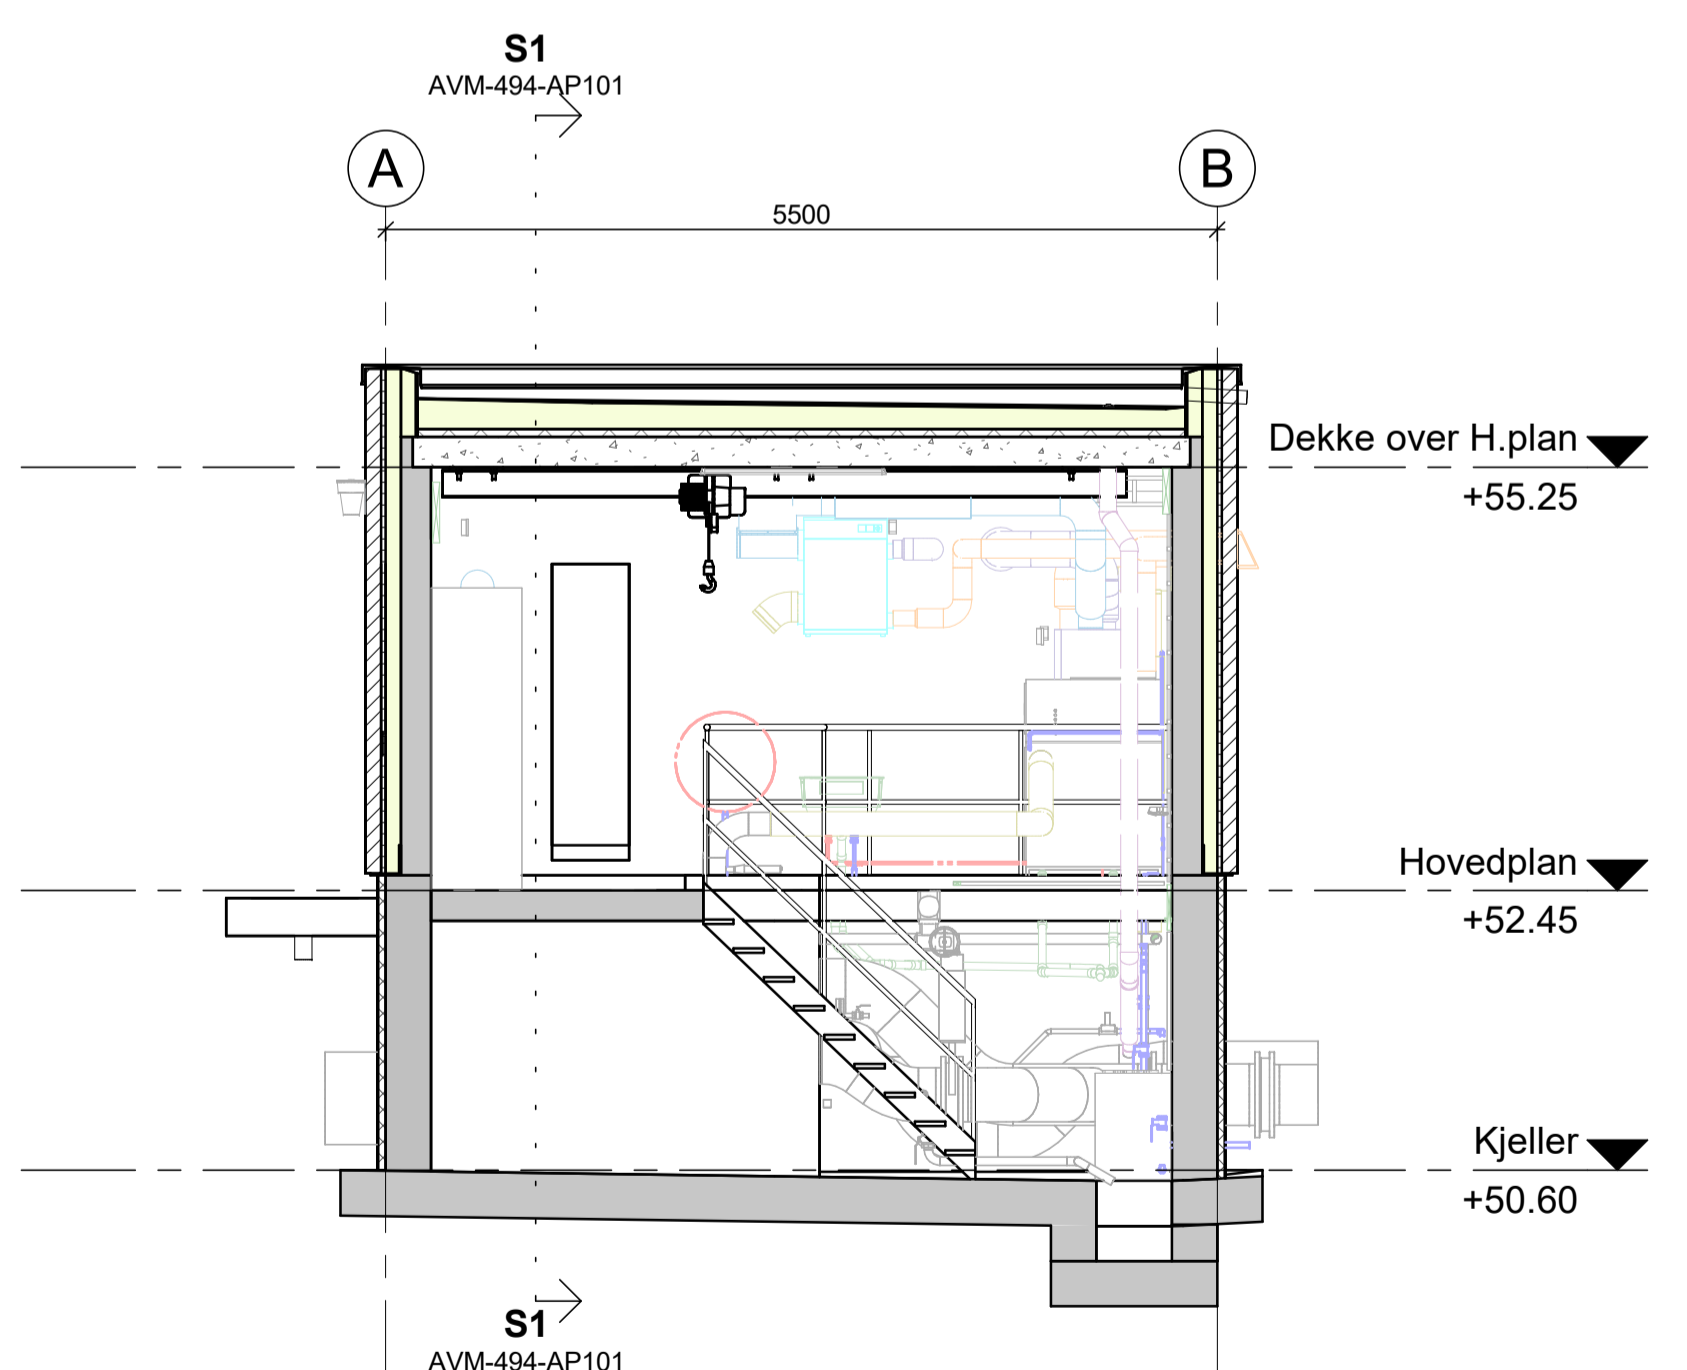 S1
AVM-494-AP101
A
B
5500
Dekke over H.plan
+55.25
Hovedplan
+52.45
Kjeller
+50.60
S1
AVM-494-AP101